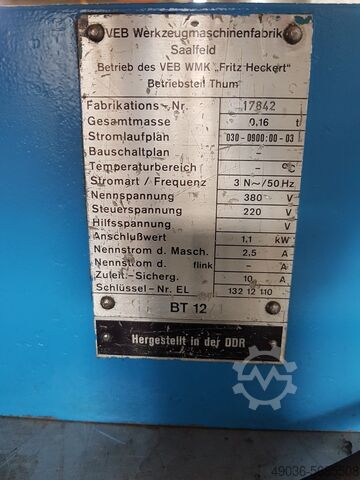 VEB Werkzeugmaschinenfabrik
Saalfeld
Betrieb des VEB WMK „Fritz Heckert"
Betriebsteil Thum
Fabrikations-Nr. 17842
Gesamtmasse 0,16 t
Stromlaufplan 030-0900:00-03
Bauschaltplan -
Temperaturbereich - °C
Stromart / Frequenz 3 N~/50 Hz
Nennspannung 380 V
Steuerspannung 220 V
Hilfsspannung V
Anschlußwert 1,1 kW
Nennstrom d. Masch. 2,5 A
Nennstrom d. flink - A
Zuleit.-Sicherg. 10 A
Schlüssel-Nr. EL 132 12 110
BT 12
Hergestellt in der DDR